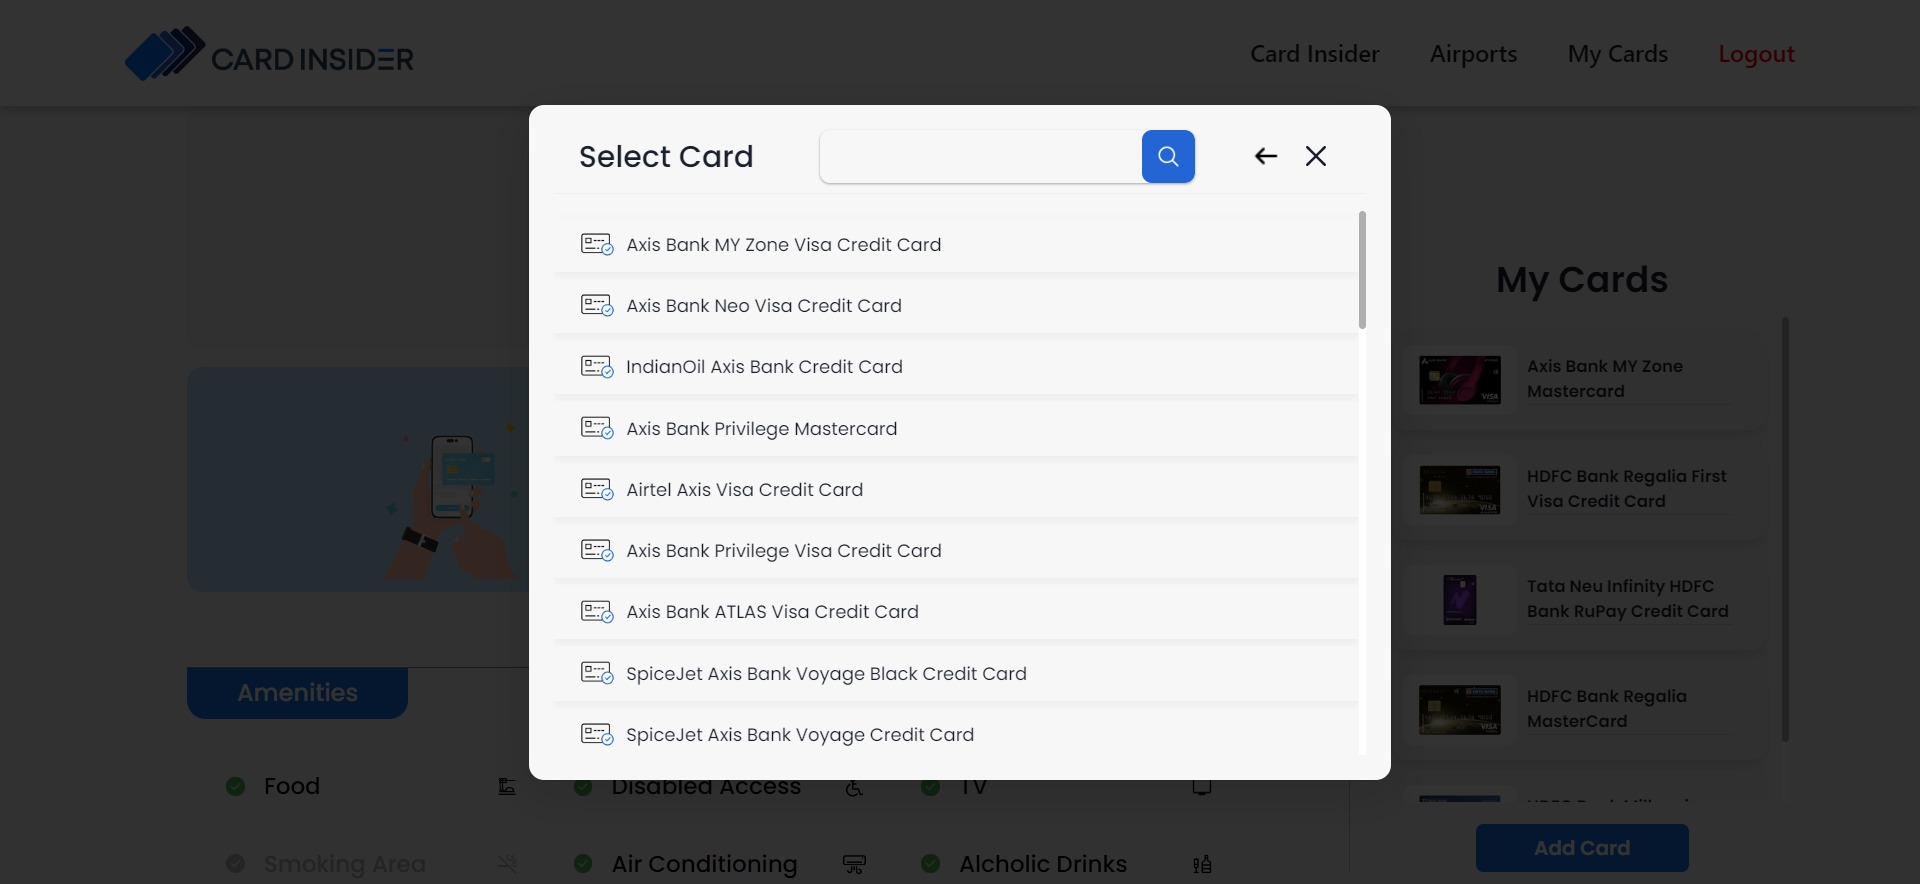 CARD INSIDER
Card Insider
Airports
My Cards
Logout
Select Card
Axis Bank MY Zone Visa Credit Card
Axis Bank Neo Visa Credit Card
IndianOil Axis Bank Credit Card
Axis Bank Privilege Mastercard
Airtel Axis Visa Credit Card
Axis Bank Privilege Visa Credit Card
Axis Bank ATLAS Visa Credit Card
SpiceJet Axis Bank Voyage Black Credit Card
SpiceJet Axis Bank Voyage Credit Card
My Cards
Axis Bank MY Zone
Mastercard
VISA
HDFC Bank Regalia First
Visa Credit Card
VISA
Tata Neu Infinity HDFC
Bank RuPay Credit Card
HDFC Bank Regalia
MasterCard
VISA
Add Card
Amenities
Food
Disabled Access
TV
Smoking Area
Air Conditioning
Alcholic Drinks